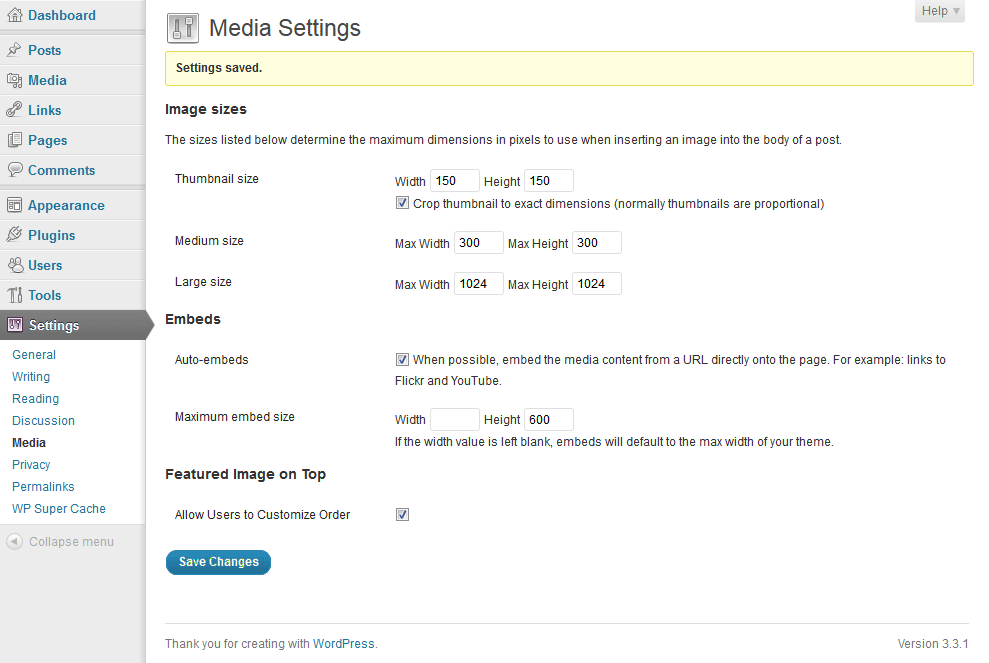 Dashboard
Posts
Media
Links
Pages
Comments
Appearance
Plugins
Users
Tools
Settings
General
Writing
Reading
Discussion
Media
Privacy
Permalinks
WP Super Cache
Collapse menu
Help
Media Settings
Settings saved.
Image sizes
The sizes listed below determine the maximum dimensions in pixels to use when inserting an image into the body of a post.
Thumbnail size
Width 150 Height 150
Crop thumbnail to exact dimensions (normally thumbnails are proportional)
Medium size
Max Width 300 Max Height 300
Large size
Max Width 1024 Max Height 1024
Embeds
Auto-embeds
When possible, embed the media content from a URL directly onto the page. For example: links to
Flickr and YouTube.
Maximum embed size
Width Height 600
If the width value is left blank, embeds will default to the max width of your theme.
Featured Image on Top
Allow Users to Customize Order
Save Changes
Thank you for creating with WordPress.
Version 3.3.1